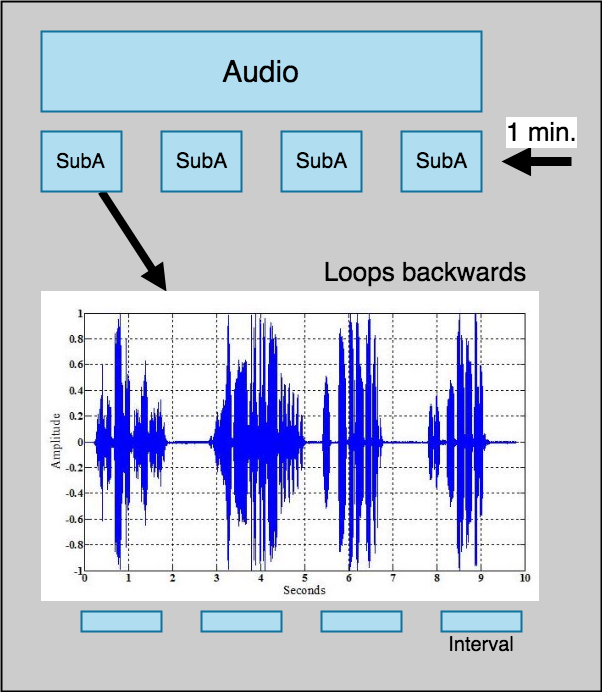 Audio
SubA SubA SubA SubA
1 min.
Loops backwards
1
0.8
0.6
0.4
0.2
0
-0.2
-0.4
-0.6
-0.8
-1
Amplitude
0 1 2 3 4 5 6 7 8 9 10
Seconds
Interval